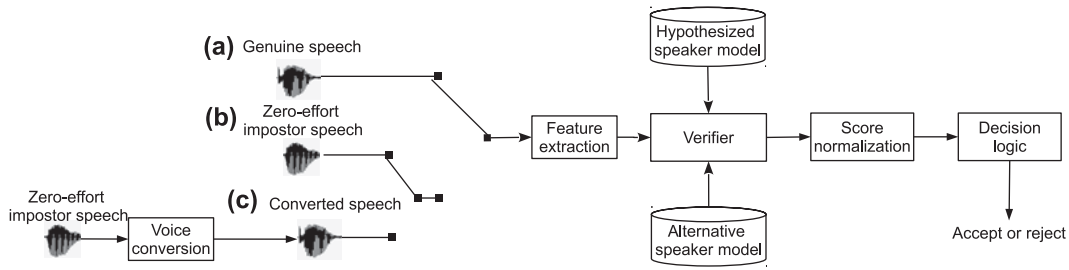 (a) Genuine speech
(b) Zero-effort
impostor speech
Zero-effort
impostor speech
Voice
conversion
(c) Converted speech
Feature
extraction
Hypothesized
speaker model
Verifier
Alternative
speaker model
Score
normalization
Decision
logic
Accept or reject